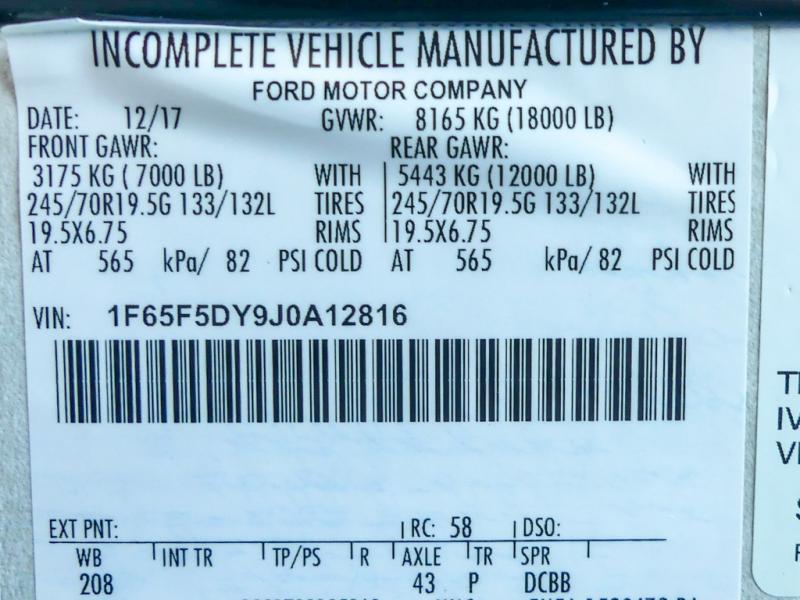 INCOMPLETE VEHICLE MANUFACTURED BY
FORD MOTOR COMPANY
DATE: 12/17 GVWR: 8165 KG (18000 LB)
FRONT GAWR: REAR GAWR:
3175 KG ( 7000 LB) WITH 5443 KG (12000 LB) WITH
245/70R19.5G 133/132L TIRES 245/70R19.5G 133/132L TIRES
19.5X6.75 RIMS 19.5X6.75 RIMS
AT 565 kPa/ 82 PSI COLD AT 565 kPa/ 82 PSI COLD
VIN: 1F65F5DY9J0A12816
EXT PNT: RC: 58 DSO:
WB INT TR TP/PS R AXLE TR SPR
208 43 P DCBB